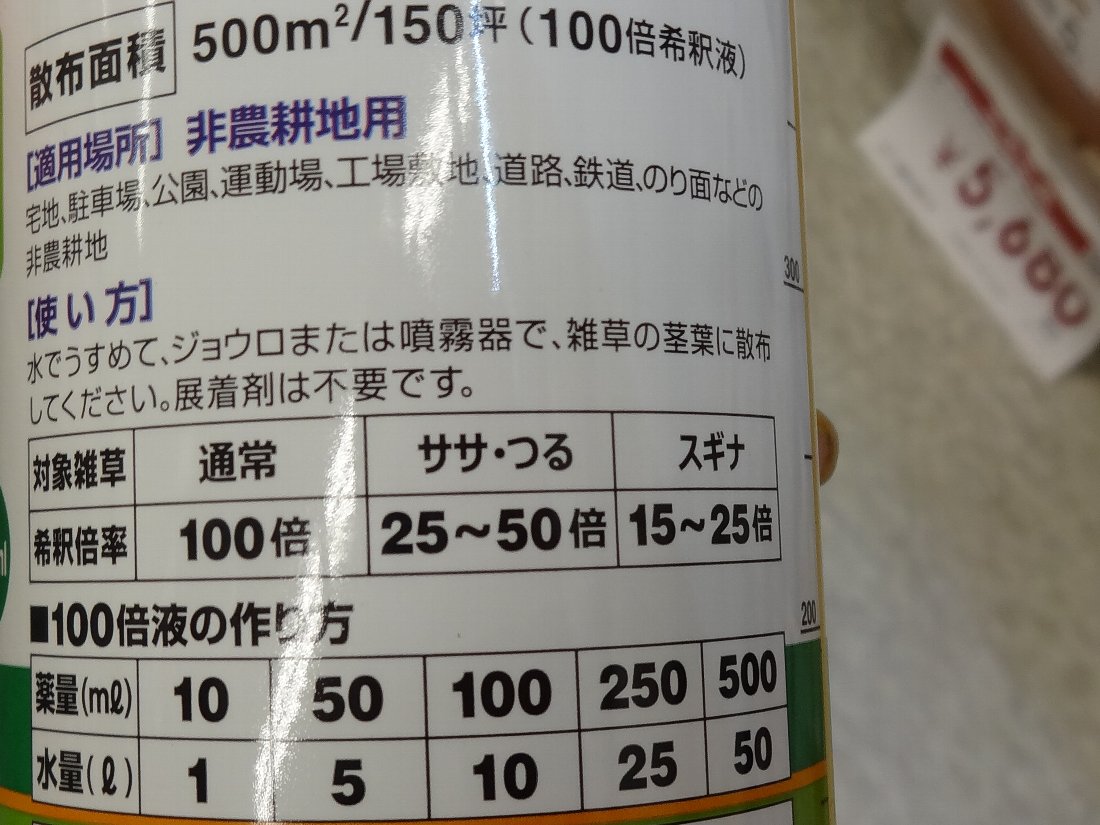 散布面積 500m²/150坪(100倍希釈液)
[適用場所] 非農耕地用
宅地、駐車場、公園、運動場、工場敷地、道路、鉄道、のり面などの
非農耕地
[使い方]
水でうすめて、ジョウロまたは噴霧器で、雑草の茎葉に散布
してください。展着剤は不要です。
対象雑草 通常 ササ・つる スギナ
希釈倍率 100倍 25~50倍 15~25倍
■100倍液の作り方
薬量(mℓ) 10 50 100 250 500
水量(ℓ) 1 5 10 25 50
300
200
¥5,600